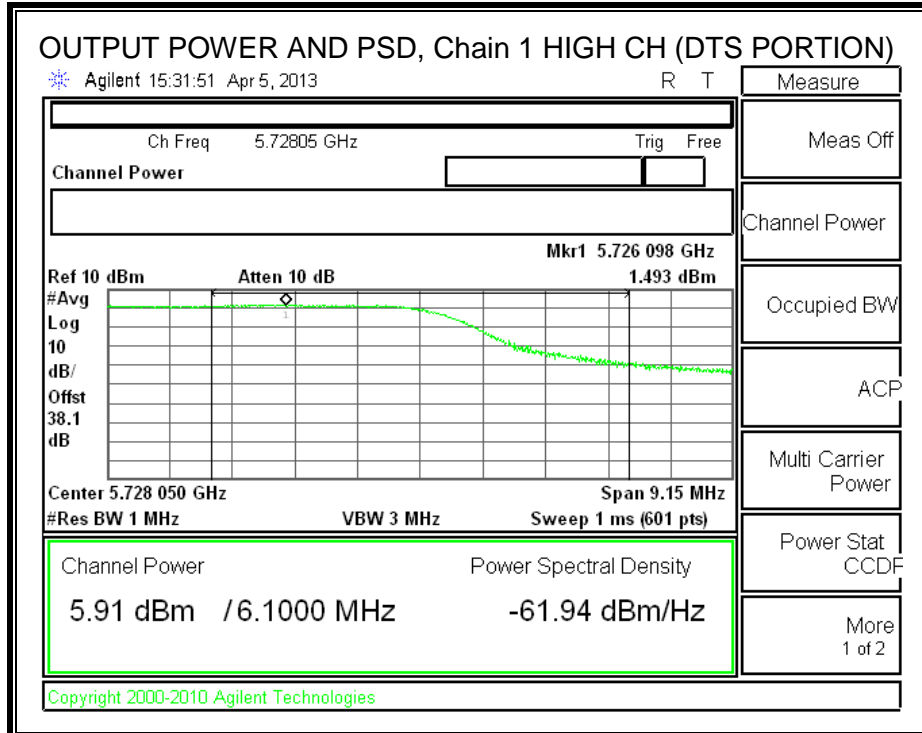 OUTPUT POWER AND PSD, Chain 1 HIGH CH (DTS PORTION)
Agilent 15:31:51 Apr 5, 2013 R T
Ch Freq 5.72805 GHz Trig Free
Channel Power
Mkr1 5.726 098 GHz
Ref 10 dBm Atten 10 dB 1.493 dBm
#Avg
Log
10
dB/
Offst
38.1
dB
1
Center 5.728 050 GHz Span 9.15 MHz
#Res BW 1 MHz VBW 3 MHz Sweep 1 ms (601 pts)
Channel Power Power Spectral Density
5.91 dBm /6.1000 MHz -61.94 dBm/Hz
Copyright 2000-2010 Agilent Technologies
Measure
Meas Off
Channel Power
Occupied BW
ACP
Multi Carrier
Power
Power Stat
CCDF
More
1 of 2